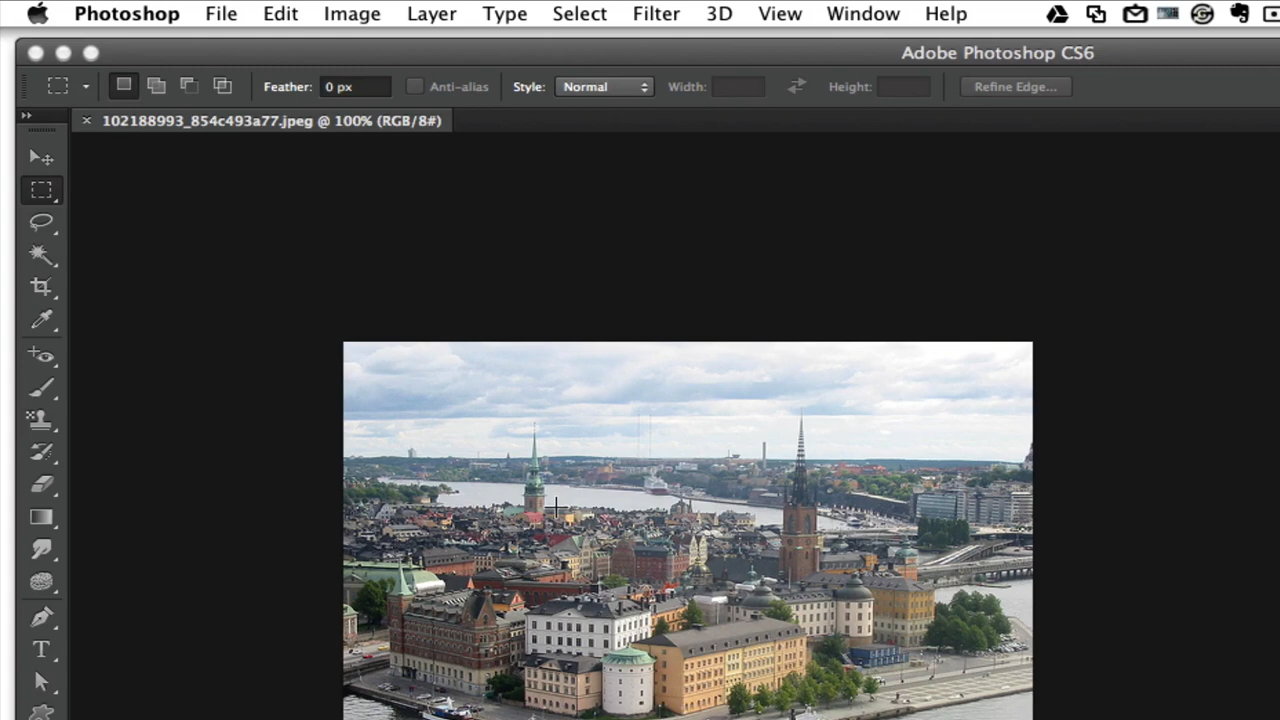 Photoshop File Edit Image Layer Type Select Filter 3D View Window Help
Adobe Photoshop CS6
Feather: 0 px Anti-alias Style: Normal Width: Height: Refine Edge...
102188993_854c493a77.jpeg @ 100% (RGB/8#)